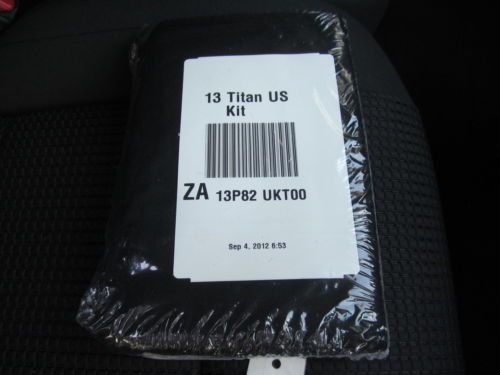 13 Titan US
Kit
ZA 13P82 UKT00
Sep 4, 2012 6:53